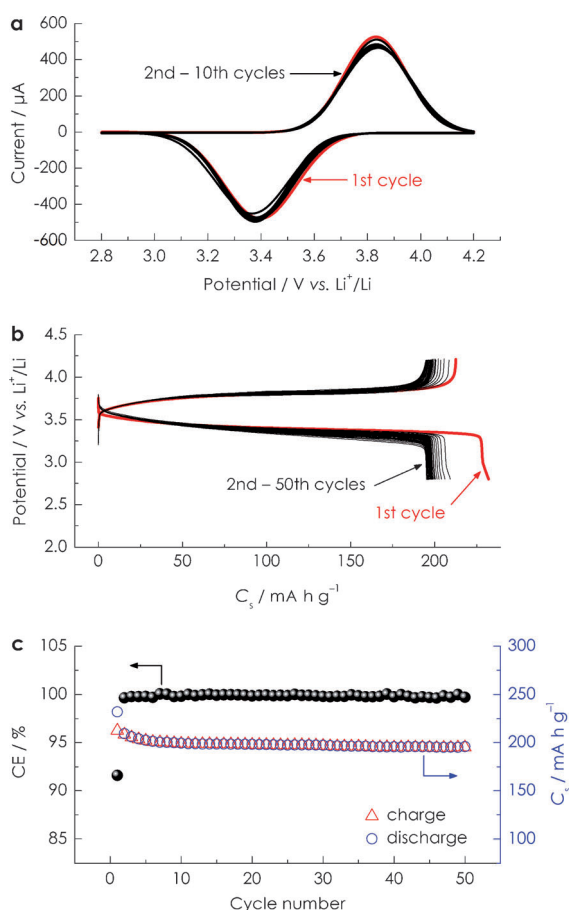 a
600
400
200
0
-200
-400
-600
Current / µA
2nd – 10th cycles
1st cycle
2.8 3.0 3.2 3.4 3.6 3.8 4.0 4.2
Potential / V vs. Li⁺/Li
b
4.5
4.0
3.5
3.0
2.5
2.0
Potential / V vs. Li⁺/Li
2nd – 50th cycles
1st cycle
0 50 100 150 200
Cₛ / mA h g⁻¹
c
105
100
95
90
85
CE / %
300
250
200
150
100
Cₛ / mA h g⁻¹
charge
discharge
0 10 20 30 40 50
Cycle number